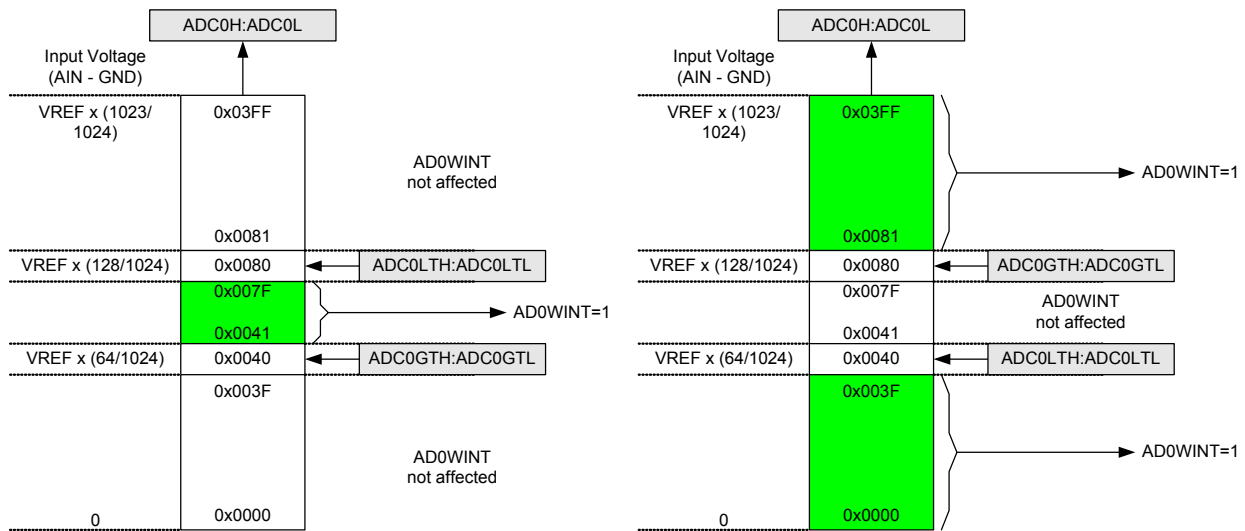 ADC0H:ADC0L
Input Voltage
(AIN - GND)
VREF x (1023/
1024)
0x03FF
AD0WINT
not affected
0x0081
VREF x (128/1024)
0x0080
ADC0LTH:ADC0LTL
0x007F
AD0WINT=1
0x0041
VREF x (64/1024)
0x0040
ADC0GTH:ADC0GTL
0x003F
AD0WINT
not affected
0
0x0000
ADC0H:ADC0L
Input Voltage
(AIN - GND)
VREF x (1023/
1024)
0x03FF
AD0WINT=1
0x0081
VREF x (128/1024)
0x0080
ADC0GTH:ADC0GTL
0x007F
AD0WINT
not affected
0x0041
VREF x (64/1024)
0x0040
ADC0LTH:ADC0LTL
0x003F
AD0WINT=1
0
0x0000